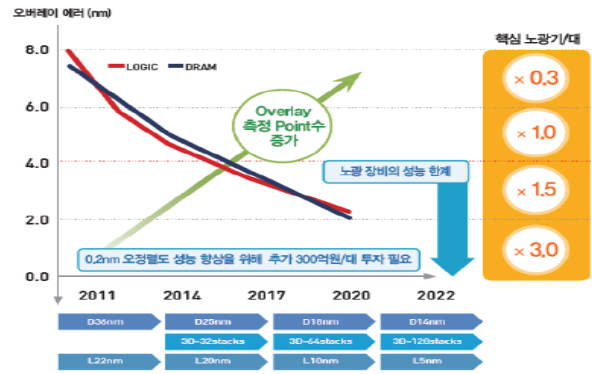 오버레이 에러 (nm)
핵심 노광기/대
8.0
LOGIC
DRAM
× 0.3
6.0
Overlay
측정 Point수
증가
× 1.0
4.0
노광 장비의 성능 한계
× 1.5
2.0
× 3.0
0.2nm 오정렬도 성능 향상을 위해 추가 300억원/대 투자 필요
0.0
2011
2014
2017
2020
2022
D36nm
D25nm
D18nm
D14nm
3D-32stacks
3D-64stacks
3D-128stacks
L22nm
L20nm
L10nm
L5nm